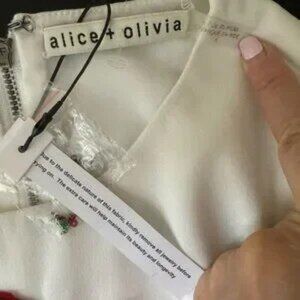 alice + olivia
Due to the delicate nature of this fabric, kindly remove all jewelry before
trying on. The extra care will help maintain its beauty and longevity